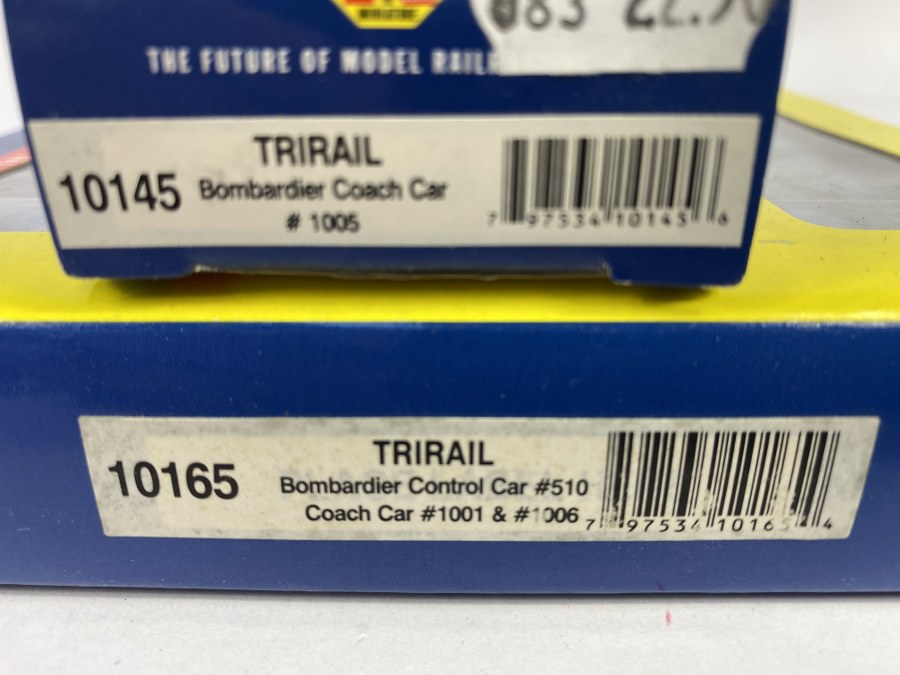 THE FUTURE OF MODEL
TRIRAIL
10145 Bombardier Coach Car
# 1005
7 97534 10145 6
TRIRAIL
10165
Bombardier Control Car #510
Coach Car #1001 & #1006
7 97534 10165 4